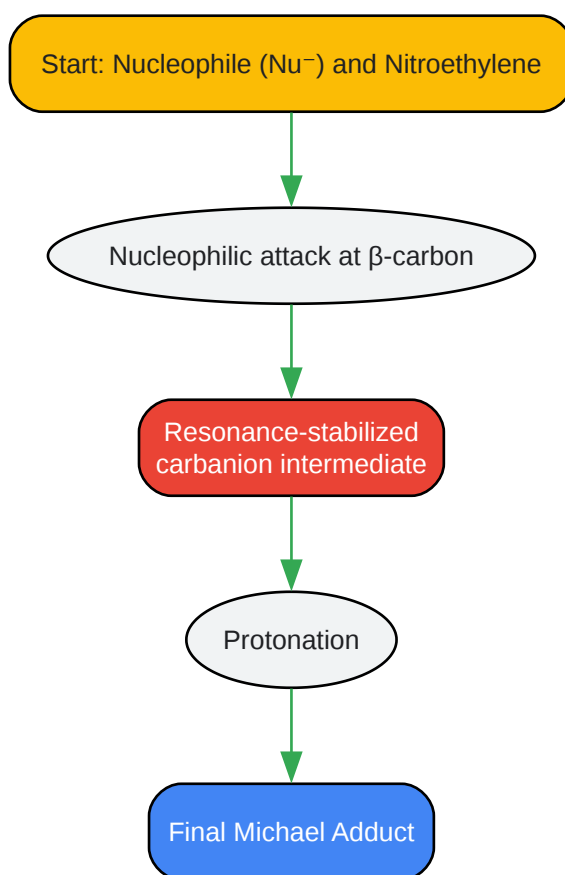 Start: Nucleophile (Nu⁻) and Nitroethylene
Nucleophilic attack at β-carbon
Resonance-stabilized
carbanion intermediate
Protonation
Final Michael Adduct